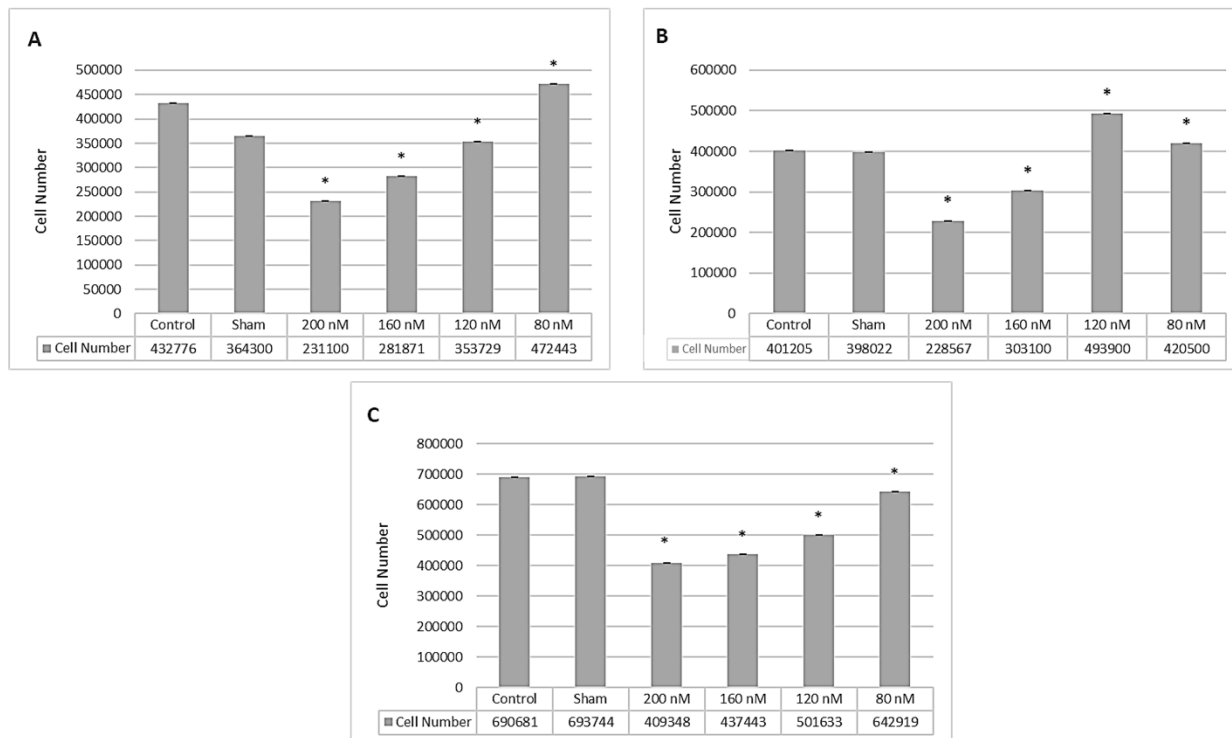 A
500000
450000
400000
350000
300000
250000
200000
150000
100000
50000
0
Cell Number
* * * *
Control Sham 200 nM 160 nM 120 nM 80 nM
Cell Number 432776 364300 231100 281871 353729 472443
B
600000
500000
400000
300000
200000
100000
0
Cell Number
* * * *
Control Sham 200 nM 160 nM 120 nM 80 nM
Cell Number 401205 398022 228567 303100 493900 420500
C
800000
700000
600000
500000
400000
300000
200000
100000
0
Cell Number
* * * *
Control Sham 200 nM 160 nM 120 nM 80 nM
Cell Number 690681 693744 409348 437443 501633 642919